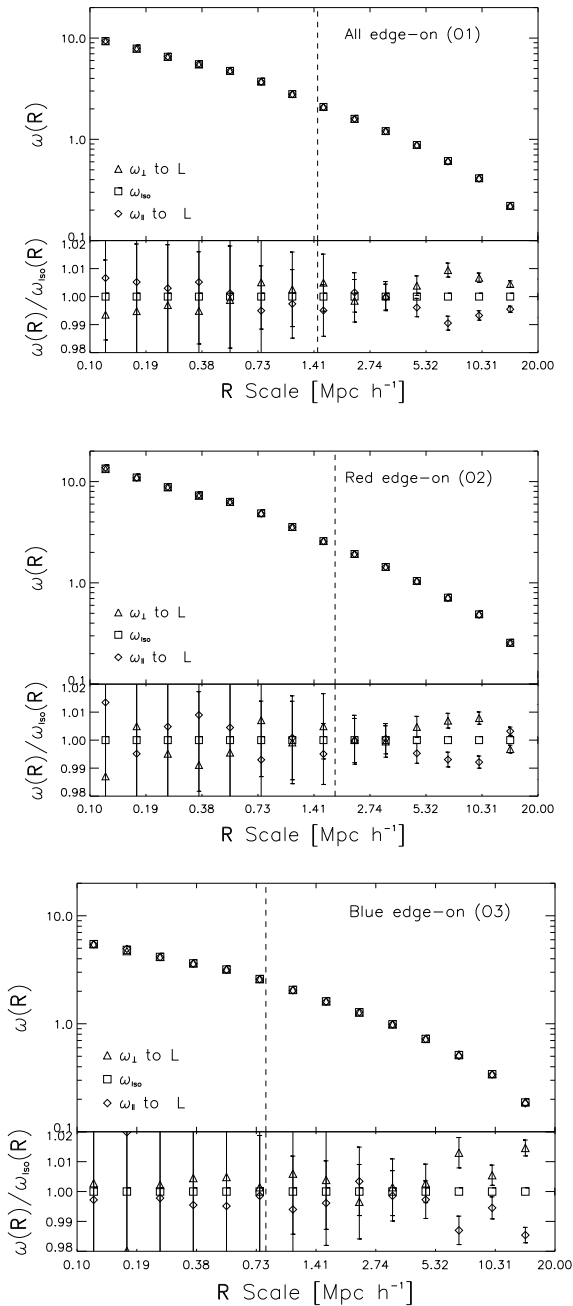 All edge-on (O1)
10.0
1.0
0.1
ω(R)
△ ω⊥ to L
□ ωIso
◇ ω|| to L
1.02
1.01
1.00
0.99
0.98
ω(R)/ωIso(R)
0.10 0.19 0.38 0.73 1.41 2.74 5.32 10.31 20.00
R Scale [Mpc h⁻¹]
Red edge-on (O2)
10.0
1.0
ω(R)
△ ω⊥ to L
□ ωIso
◇ ω|| to L
1.02
1.01
1.00
0.99
0.98
ω(R)/ωIso(R)
0.10 0.19 0.38 0.73 1.41 2.74 5.32 10.31 20.00
R Scale [Mpc h⁻¹]
Blue edge-on (O3)
10.0
1.0
0.1
ω(R)
△ ω⊥ to L
□ ωIso
◇ ω|| to L
1.02
1.01
1.00
0.99
0.98
ω(R)/ωIso(R)
0.10 0.19 0.38 0.73 1.41 2.74 5.32 10.31 20.00
R Scale [Mpc h⁻¹]